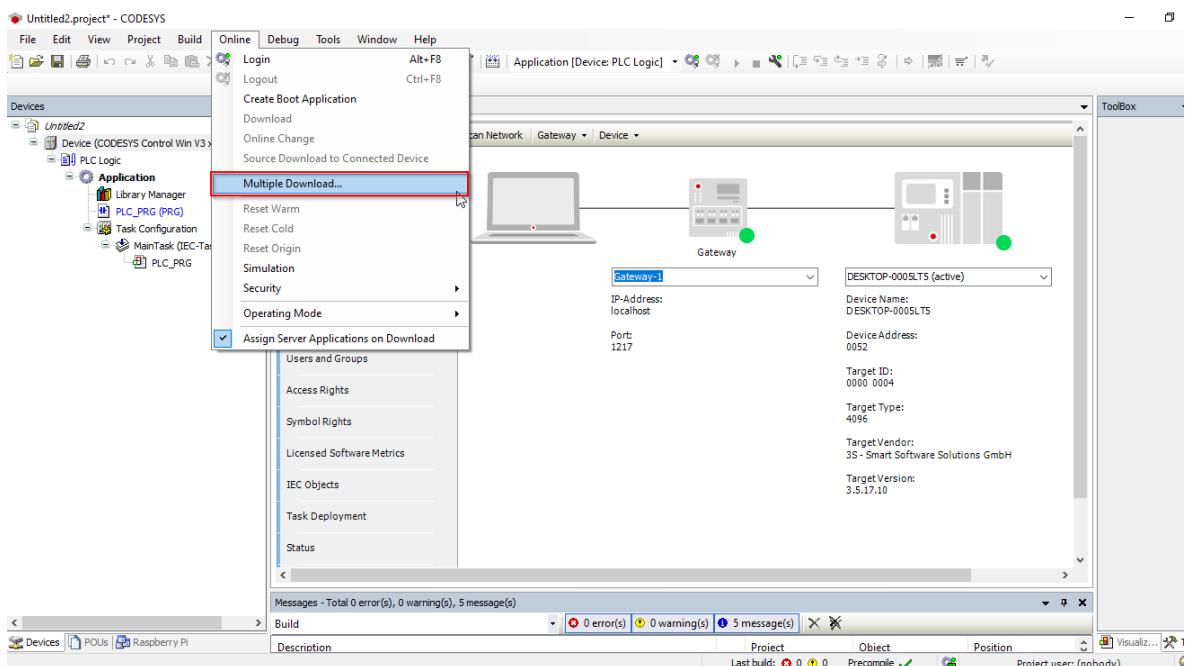 Untitled2.project* - CODESYS
File Edit View Project Build Online Debug Tools Window Help
Application [Device: PLC Logic]
Login Alt+F8
Logout Ctrl+F8
Create Boot Application
Download
Online Change
Source Download to Connected Device
Multiple Download...
Reset Warm
Reset Cold
Reset Origin
Simulation
Security
Operating Mode
Assign Server Applications on Download
Devices
Untitled2
Device (CODESYS Control Win V3
PLC Logic
Application
Library Manager
PLC_PRG (PRG)
Task Configuration
MainTask (IEC-Ta
PLC_PRG
Network Gateway Device
Gateway
Gateway-1
IP-Address:
localhost
Port:
1217
DESKTOP-0005LT5 (active)
Device Name:
DESKTOP-0005LT5
Device Address:
0052
Target ID:
0000 0004
Target Type:
4096
Target Vendor:
3S - Smart Software Solutions GmbH
Target Version:
3.5.17.10
Users and Groups
Access Rights
Symbol Rights
Licensed Software Metrics
IEC Objects
Task Deployment
Status
ToolBox
Messages - Total 0 error(s), 0 warning(s), 5 message(s)
Build 0 error(s) 0 warning(s) 5 message(s)
Description Project Object Position
Devices POUs Raspberry Pi
Visualiz...
Last build: 0 0 Precompile Project user: (nobody)